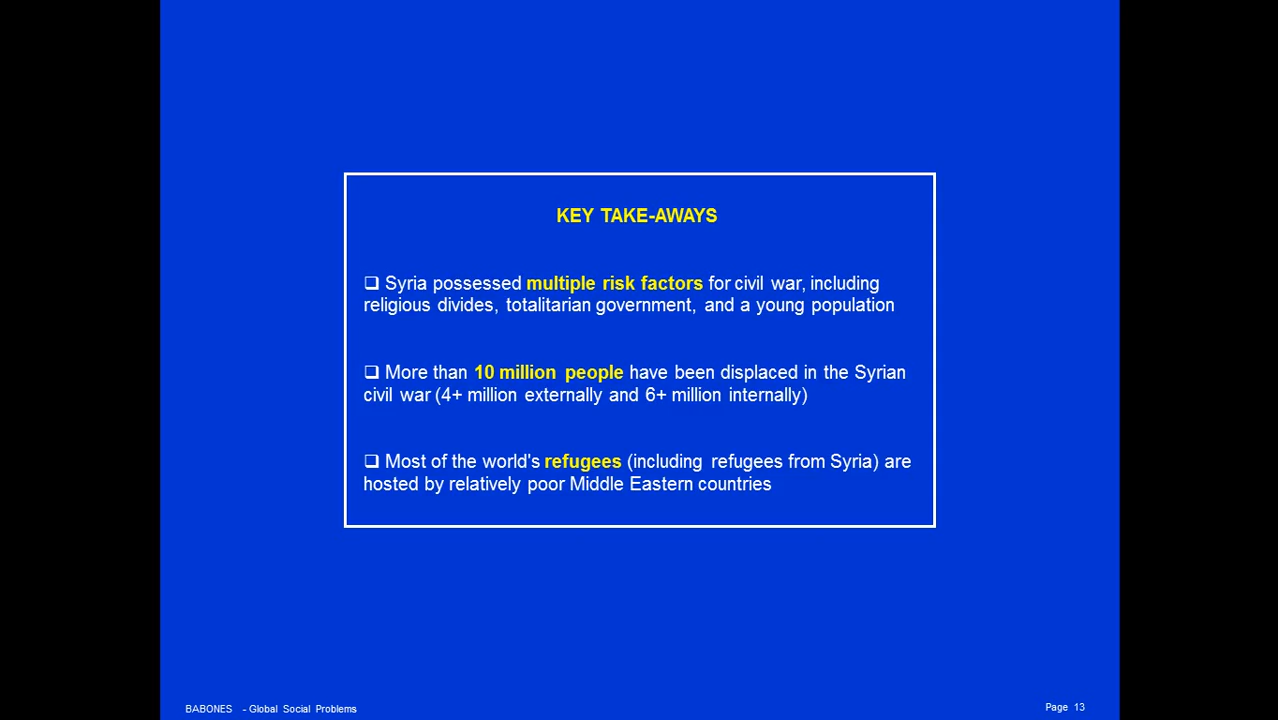 KEY TAKE-AWAYS
❑ Syria possessed multiple risk factors for civil war, including
religious divides, totalitarian government, and a young population
❑ More than 10 million people have been displaced in the Syrian
civil war (4+ million externally and 6+ million internally)
❑ Most of the world's refugees (including refugees from Syria) are
hosted by relatively poor Middle Eastern countries
BABONES - Global Social Problems
Page 13